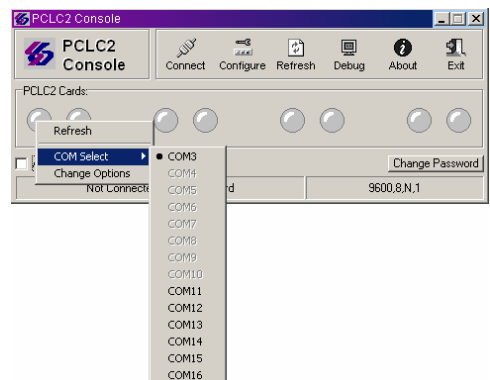 PCLC2 Console
PCLC2
Console
Connect Configure Refresh Debug About Exit
PCLC2 Cards:
Refresh
COM Select
Change Options
COM3
COM4
COM5
COM6
COM7
COM8
COM9
COM10
COM11
COM12
COM13
COM14
COM15
COM16
Change Password
Not Connecte rd
9600,8,N,1